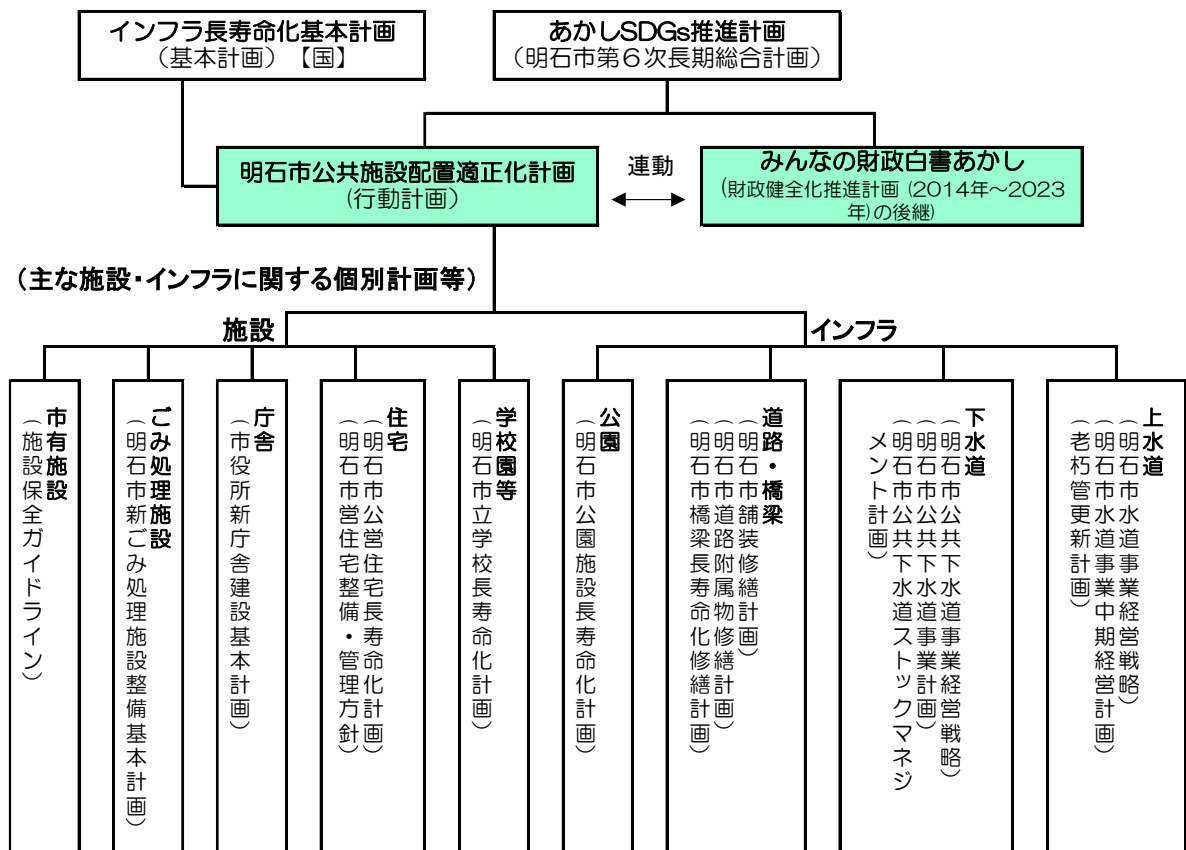 インフラ長寿命化基本計画
（基本計画）【国】
あかしSDGs推進計画
（明石市第６次長期総合計画）
明石市公共施設配置適正化計画
(行動計画）
連動
みんなの財政白書あかし
(財政健全化推進計画（2014年～2023
年)の後継)
（主な施設・インフラに関する個別計画等）
施設
インフラ
市有施設
（施設保全ガイドライン）
ごみ処理施設
（明石市新ごみ処理施設整備基本計画）
庁舎
（市役所新庁舎建設基本計画）
住宅
（明石市公営住宅長寿命化計画）
（明石市営住宅整備・管理方針）
学校園等
（明石市立学校長寿命化計画）
公園
（明石市公園施設長寿命化計画）
道路・橋梁
（明石市舗装修繕計画）
（明石市道路附属物修繕計画）
（明石市橋梁長寿命化修繕計画）
下水道
（明石市公共下水道事業経営戦略）
（明石市公共下水道事業計画）
（明石市公共下水道ストックマネジ
メント計画）
上水道
（明石市水道事業経営戦略）
（明石市水道事業中期経営計画）
（老朽管更新計画）